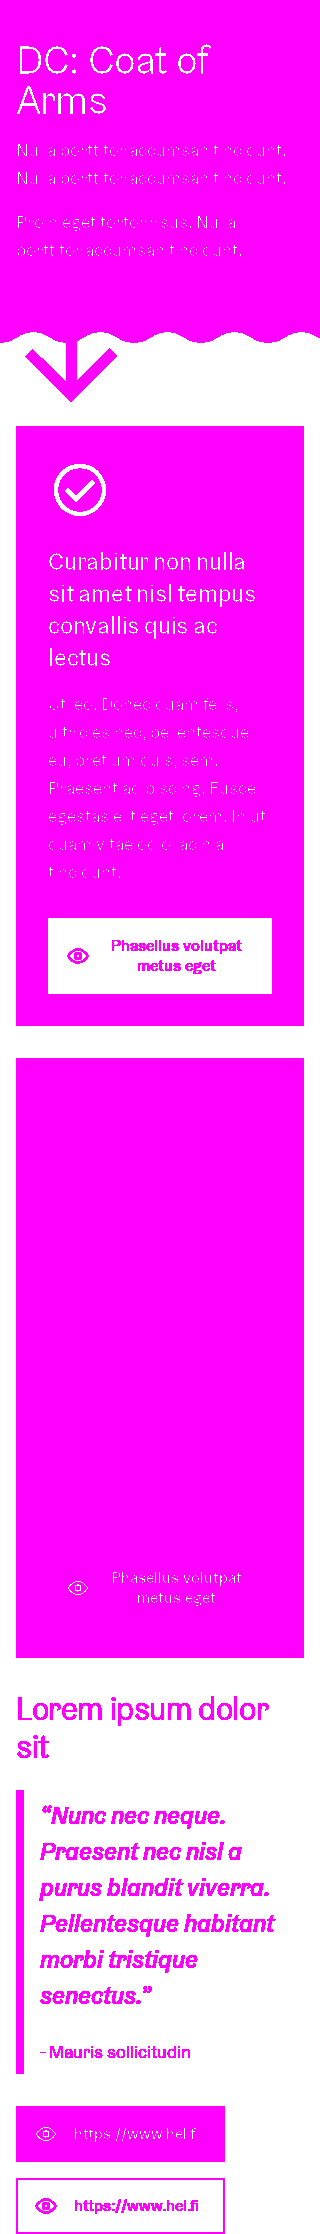 DC: Coat of
Arms
Nulla porttitor accumsan tincidunt.
Nulla porttitor accumsan tincidunt.
Proin eget tortor risus. Nulla
porttitor accumsan tincidunt.
Curabitur non nulla
sit amet nisl tempus
convallis quis ac
lectus
Ut leo. Donec quam felis,
ultricies nec, pellentesque
eu, pretium quis, sem.
Praesent adipiscing. Fusce
egestas elit eget lorem. In ut
quam vitae odio lacinia
tincidunt.
Phasellus volutpat
metus eget
Phasellus volutpat
metus eget
Lorem ipsum dolor
sit
“Nunc nec neque.
Praesent nec nisl a
purus blandit viverra.
Pellentesque habitant
morbi tristique
senectus.”
- Mauris sollicitudin
https://www.hel.fi
https://www.hel.fi